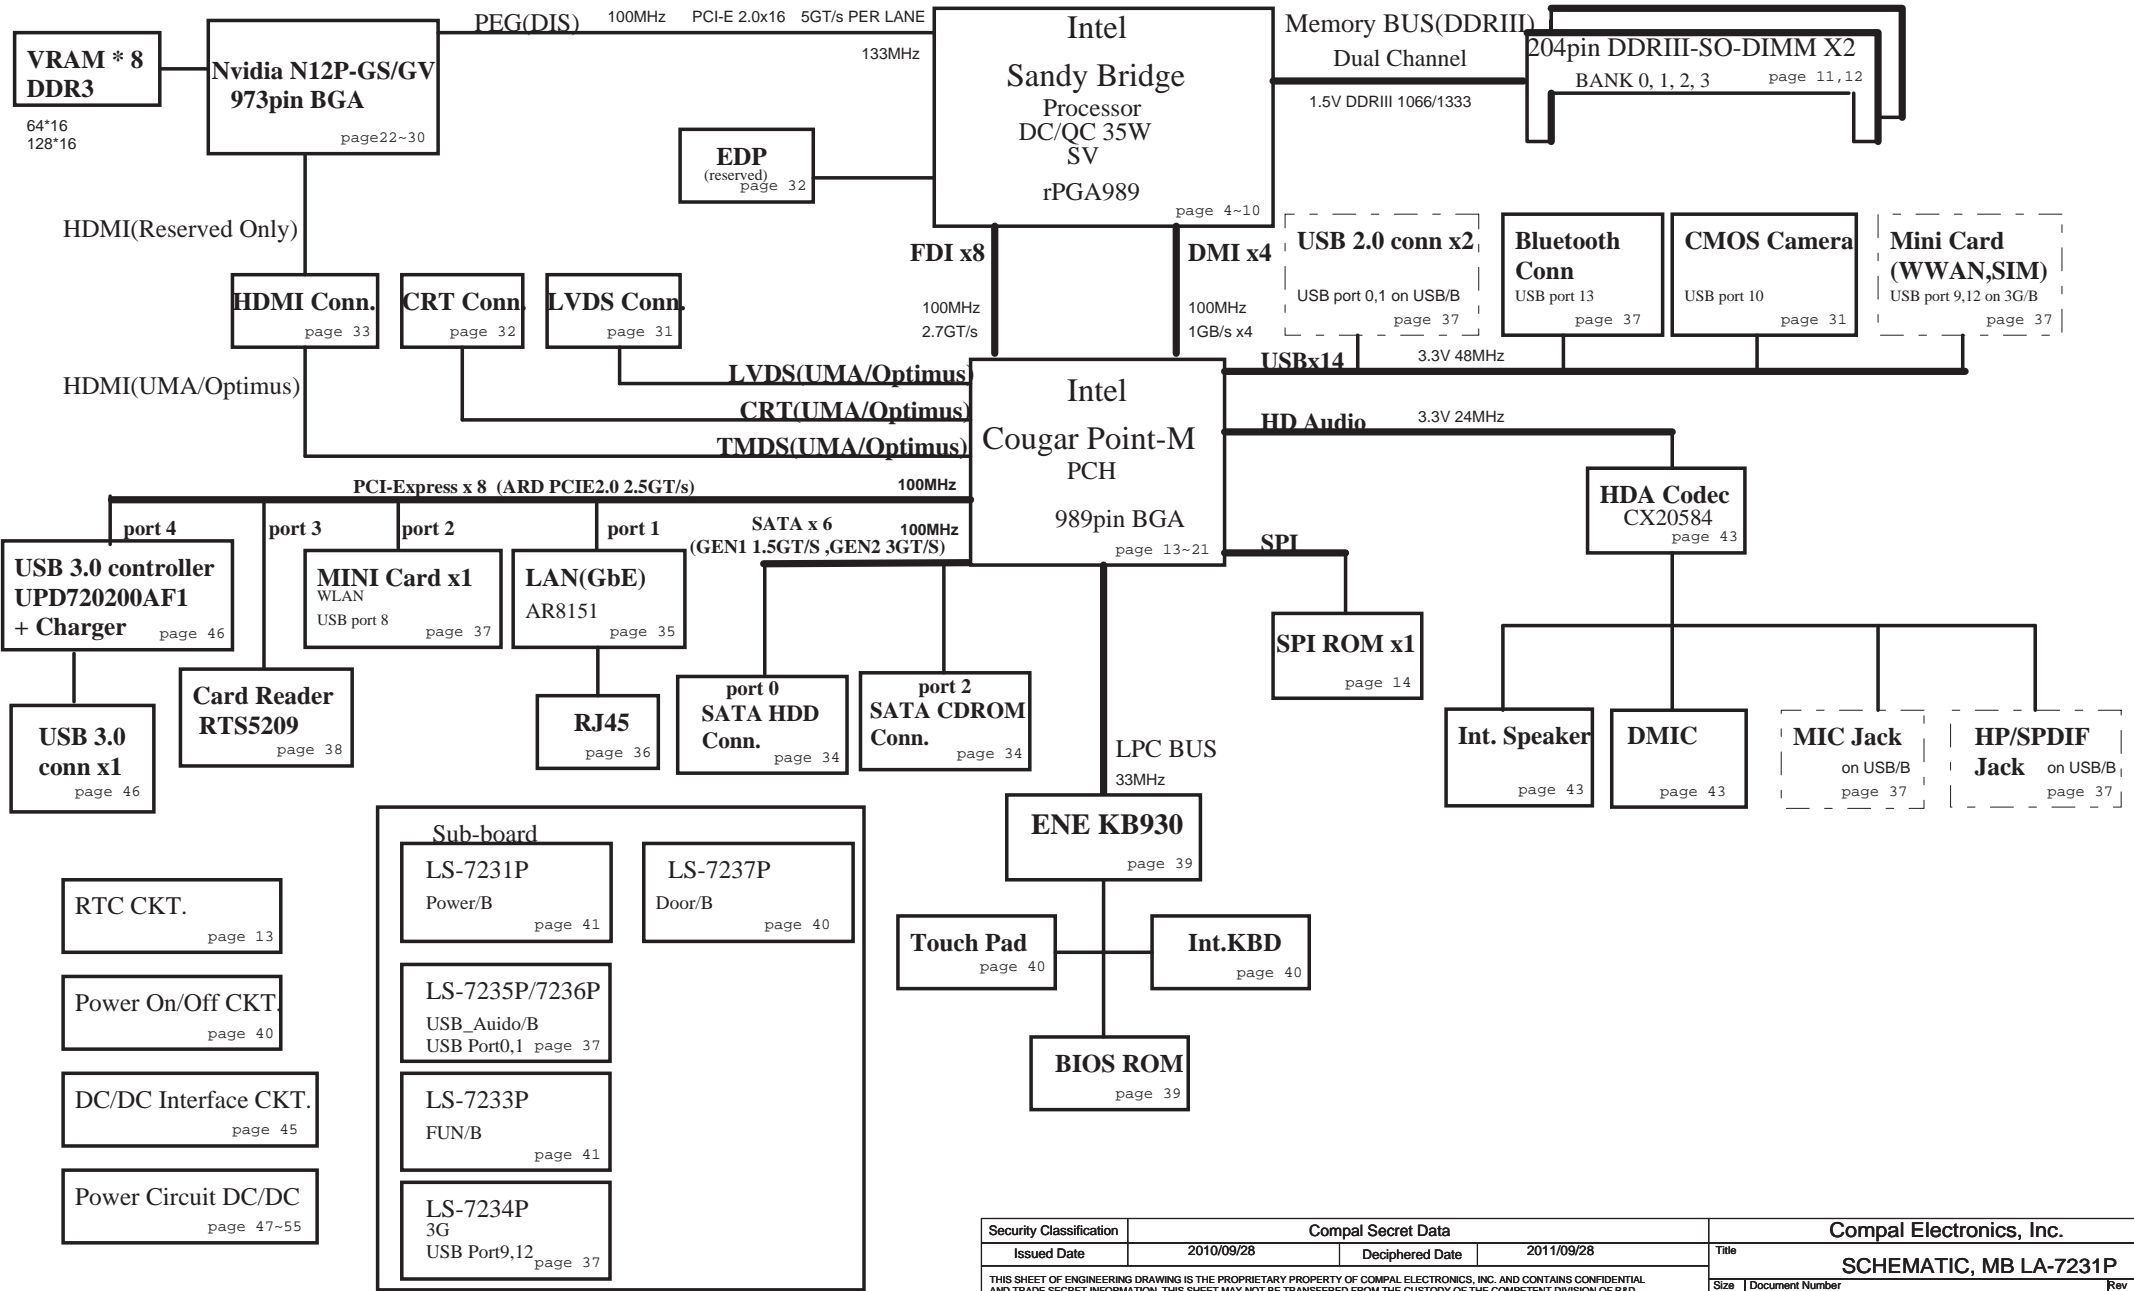 VRAM * 8
DDR3
64*16
128*16
Nvidia N12P-GS/GV
973pin BGA
page22~30
PEG(DIS)
100MHz
PCI-E 2.0x16
5GT/s PER LANE
133MHz
Intel
Sandy Bridge
Processor
DC/QC 35W
SV
rPGA989
page 4~10
EDP
(reserved)
page 32
Memory BUS(DDRIII)
Dual Channel
1.5V DDRIII 1066/1333
204pin DDRIII-SO-DIMM X2
BANK 0, 1, 2, 3
page 11,12
HDMI(Reserved Only)
HDMI Conn.
page 33
CRT Conn.
page 32
LVDS Conn.
page 31
HDMI(UMA/Optimus)
FDI x8
100MHz
2.7GT/s
DMI x4
100MHz
1GB/s x4
USB 2.0 conn x2
USB port 0,1 on USB/B
page 37
Bluetooth
Conn
USB port 13
page 37
CMOS Camera
USB port 10
page 31
Mini Card
(WWAN,SIM)
USB port 9,12 on 3G/B
page 37
LVDS(UMA/Optimus)
CRT(UMA/Optimus)
TMDS(UMA/Optimus)
Intel
Cougar Point-M
PCH
989pin BGA
page 13~21
USBx14
3.3V 48MHz
HD Audio
3.3V 24MHz
SPI
PCI-Express x 8 (ARD PCIE2.0 2.5GT/s)
100MHz
port 4
port 3
port 2
port 1
SATA x 6
100MHz
(GEN1 1.5GT/S ,GEN2 3GT/S)
USB 3.0 controller
UPD720200AF1
+ Charger
page 46
MINI Card x1
WLAN
USB port 8
page 37
LAN(GbE)
AR8151
page 35
HDA Codec
CX20584
page 43
SPI ROM x1
page 14
USB 3.0
conn x1
page 46
Card Reader
RTS5209
page 38
RJ45
page 36
port 0
SATA HDD
Conn.
page 34
port 2
SATA CDROM
Conn.
page 34
LPC BUS
33MHz
Int. Speaker
page 43
DMIC
page 43
MIC Jack
on USB/B
page 37
HP/SPDIF
Jack
on USB/B
page 37
ENE KB930
page 39
Touch Pad
page 40
Int.KBD
page 40
BIOS ROM
page 39
RTC CKT.
page 13
Power On/Off CKT.
page 40
DC/DC Interface CKT.
page 45
Power Circuit DC/DC
page 47~55
Sub-board
LS-7231P
Power/B
page 41
LS-7237P
Door/B
page 40
LS-7235P/7236P
USB_Auido/B
USB Port0,1
page 37
LS-7233P
FUN/B
page 41
LS-7234P
3G
USB Port9,12
page 37
Security Classification
Compal Secret Data
Issued Date
2010/09/28
Deciphered Date
2011/09/28
THIS SHEET OF ENGINEERING DRAWING IS THE PROPRIETARY PROPERTY OF COMPAL ELECTRONICS, INC. AND CONTAINS CONFIDENTIAL
AND TRADE SECRET INFORMATION. THIS SHEET MAY NOT BE TRANSFERED FROM THE CUSTODY OF THE COMPETENT DIVISION OF R&D
Compal Electronics, Inc.
Title
SCHEMATIC, MB LA-7231P
Size
Document Number
Rev